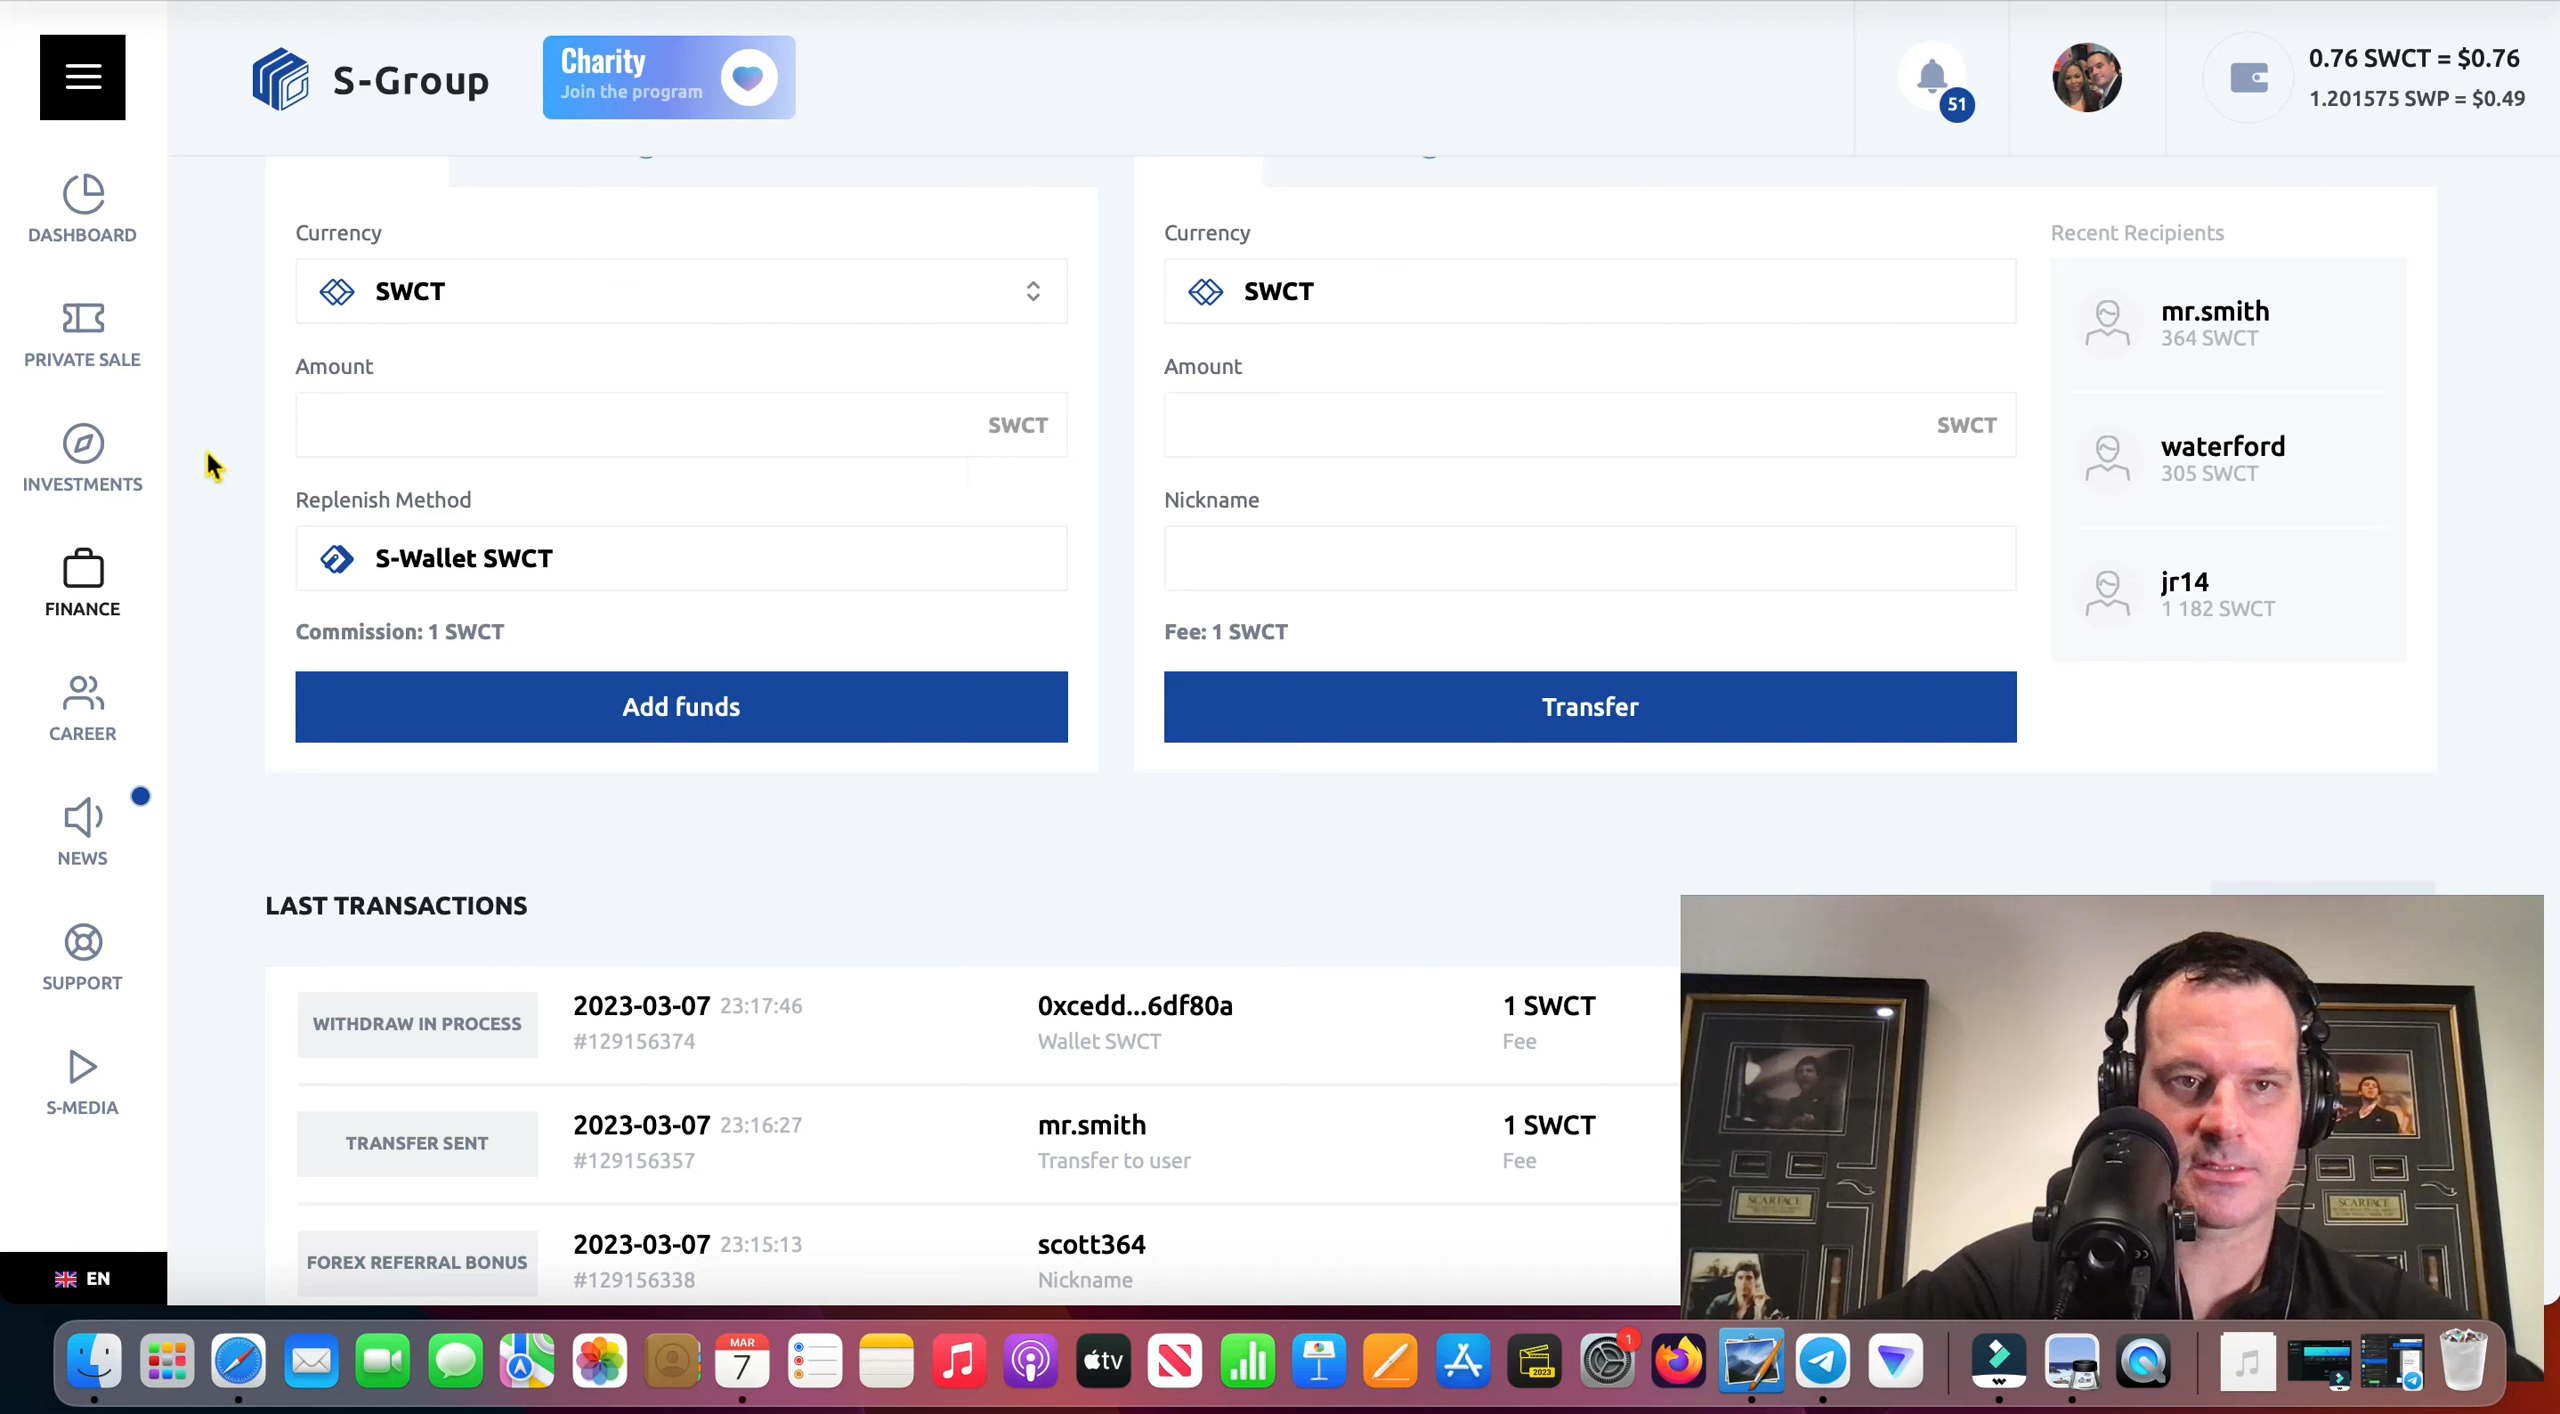 S-Group
Charity
Join the program
51
0.76 SWCT = $0.76
1.201575 SWP = $0.49
DASHBOARD
PRIVATE SALE
INVESTMENTS
FINANCE
CAREER
NEWS
SUPPORT
S-MEDIA
EN
Currency
SWCT
Amount
SWCT
Replenish Method
S-Wallet SWCT
Commission: 1 SWCT
Add funds
Currency
SWCT
Amount
SWCT
Nickname
Fee: 1 SWCT
Transfer
Recent Recipients
mr.smith
364 SWCT
waterford
305 SWCT
jr14
1 182 SWCT
LAST TRANSACTIONS
WITHDRAW IN PROCESS
2023-03-07 23:17:46
#129156374
0xcedd...6df80a
Wallet SWCT
1 SWCT
Fee
TRANSFER SENT
2023-03-07 23:16:27
#129156357
mr.smith
Transfer to user
1 SWCT
Fee
FOREX REFERRAL BONUS
2023-03-07 23:15:13
#129156338
scott364
Nickname
SCARFACE
SCARFACE
MAR
7
tv
2023
1